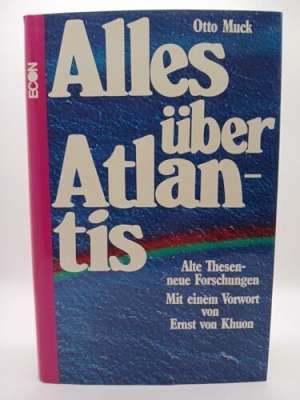 Otto Muck
ECON
Alles
über
Atlan-
tis
Alte Thesen-
neue Forschungen
Mit einem Vorwort
von
Ernst von Khuon